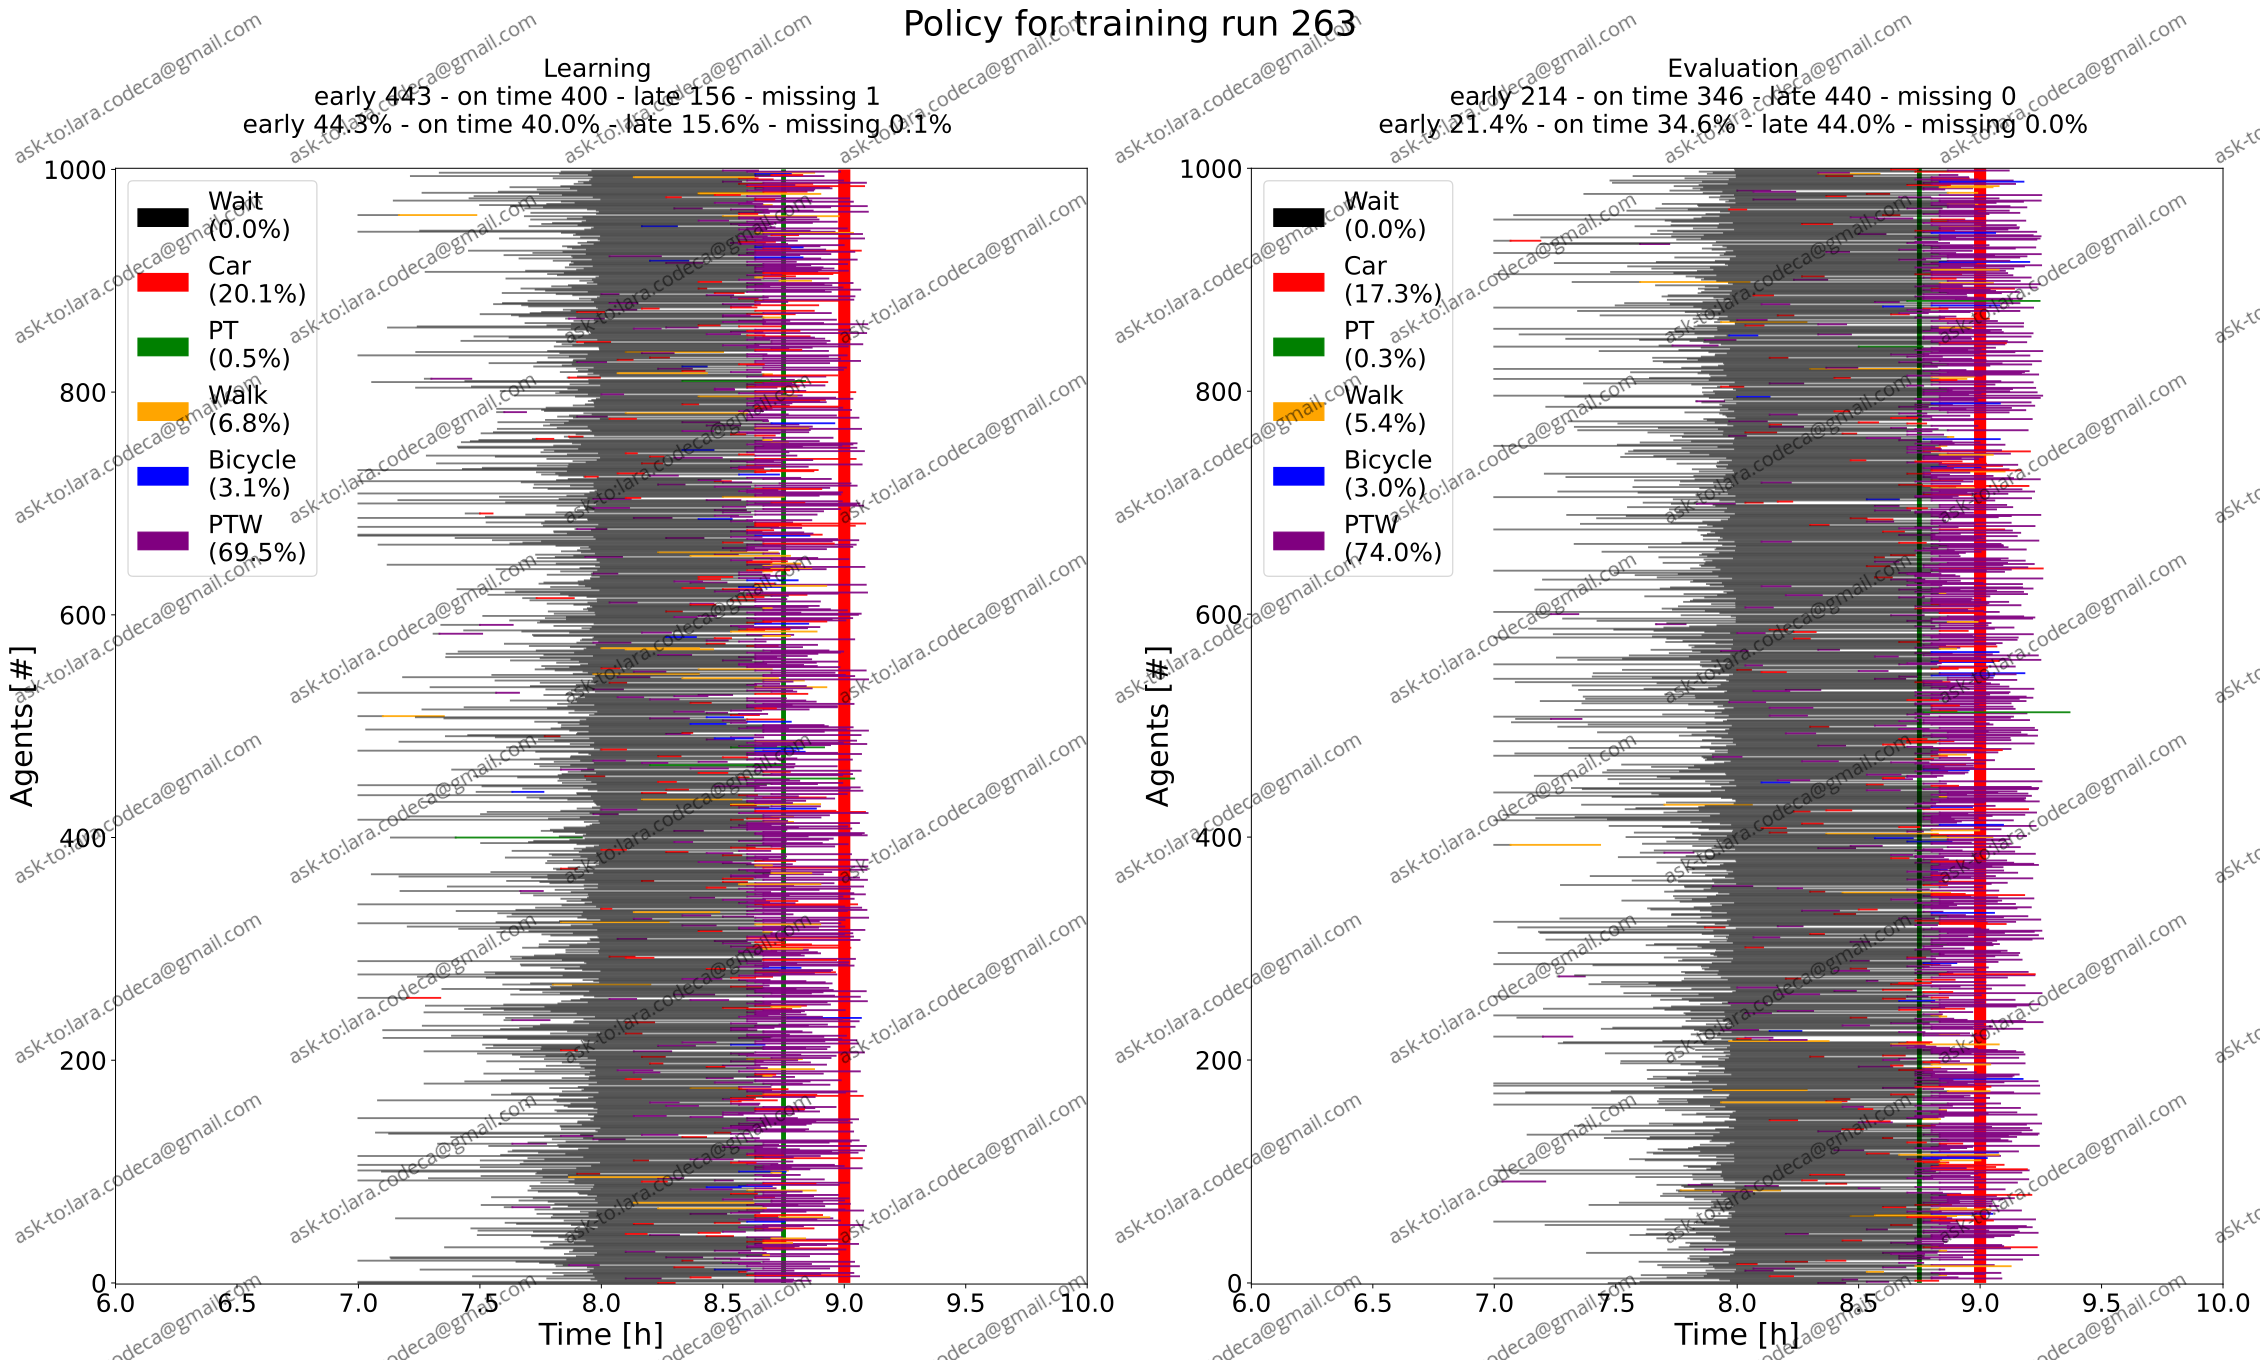 Policy for training run 263
Learning
early 443 - on time 400 - late 156 - missing 1
early 44.3% - on time 40.0% - late 15.6% - missing 0.1%
Evaluation
early 214 - on time 346 - late 440 - missing 0
early 21.4% - on time 34.6% - late 44.0% - missing 0.0%
Agents [#]
1000
800
600
400
200
0
Wait
(0.0%)
Car
(20.1%)
PT
(0.5%)
Walk
(6.8%)
Bicycle
(3.1%)
PTW
(69.5%)
6.0 6.5 7.0 7.5 8.0 8.5 9.0 9.5 10.0
Time [h]
Agents [#]
1000
800
600
400
200
0
Wait
(0.0%)
Car
(17.3%)
PT
(0.3%)
Walk
(5.4%)
Bicycle
(3.0%)
PTW
(74.0%)
6.0 6.5 7.0 7.5 8.0 8.5 9.0 9.5 10.0
Time [h]
ask-to:lara.codeca@gmail.com